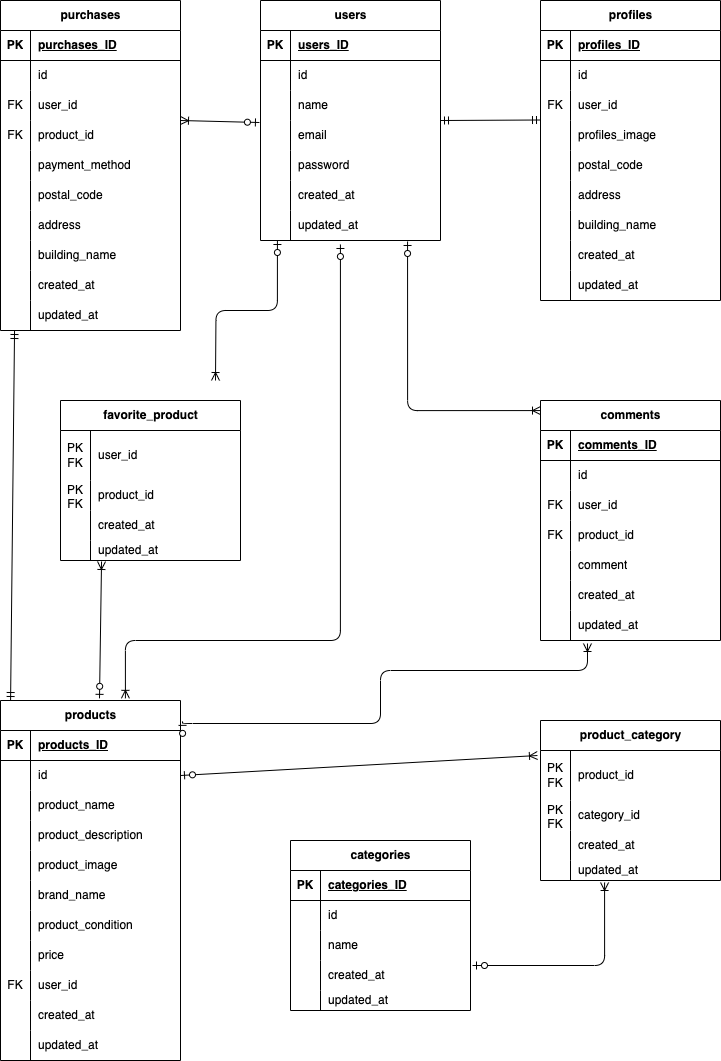 purchases
PK purchases_ID
id
FK user_id
FK product_id
payment_method
postal_code
address
building_name
created_at
updated_at
users
PK users_ID
id
name
email
password
created_at
updated_at
profiles
PK profiles_ID
id
FK user_id
profiles_image
postal_code
address
building_name
created_at
updated_at
favorite_product
PK
FK
user_id
PK
FK
product_id
created_at
updated_at
comments
PK comments_ID
id
FK user_id
FK product_id
comment
created_at
updated_at
products
PK products_ID
id
product_name
product_description
product_image
brand_name
product_condition
price
FK user_id
created_at
updated_at
categories
PK categories_ID
id
name
created_at
updated_at
product_category
PK
FK
product_id
PK
FK
category_id
created_at
updated_at